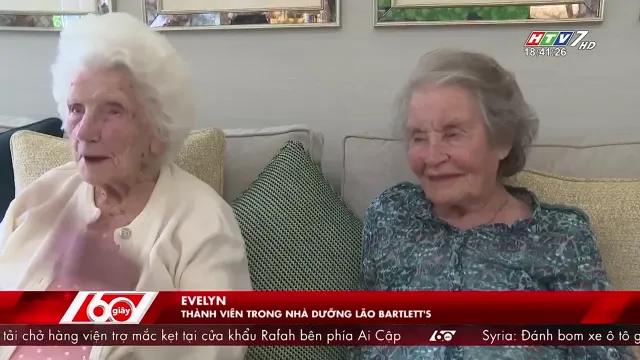 HTV7 HD
18:41:26
EVELYN
60 giây
THÀNH VIÊN TRONG NHÀ DƯỠNG LÃO BARTLETT'S
tải chở hàng viện trợ mắc kẹt tại cửa khẩu Rafah bên phía Ai Cập 60 Syria: Đánh bom xe ô tô g